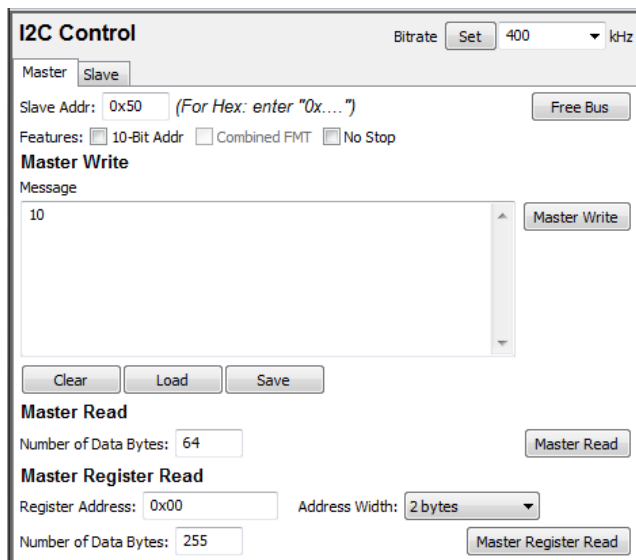 I2C Control Bitrate Set 400 kHz
Master Slave
Slave Addr: 0x50 (For Hex: enter "0x....") Free Bus
Features: 10-Bit Addr Combined FMT No Stop
Master Write
Message
10 Master Write
Clear Load Save
Master Read
Number of Data Bytes: 64 Master Read
Master Register Read
Register Address: 0x00 Address Width: 2 bytes
Number of Data Bytes: 255 Master Register Read